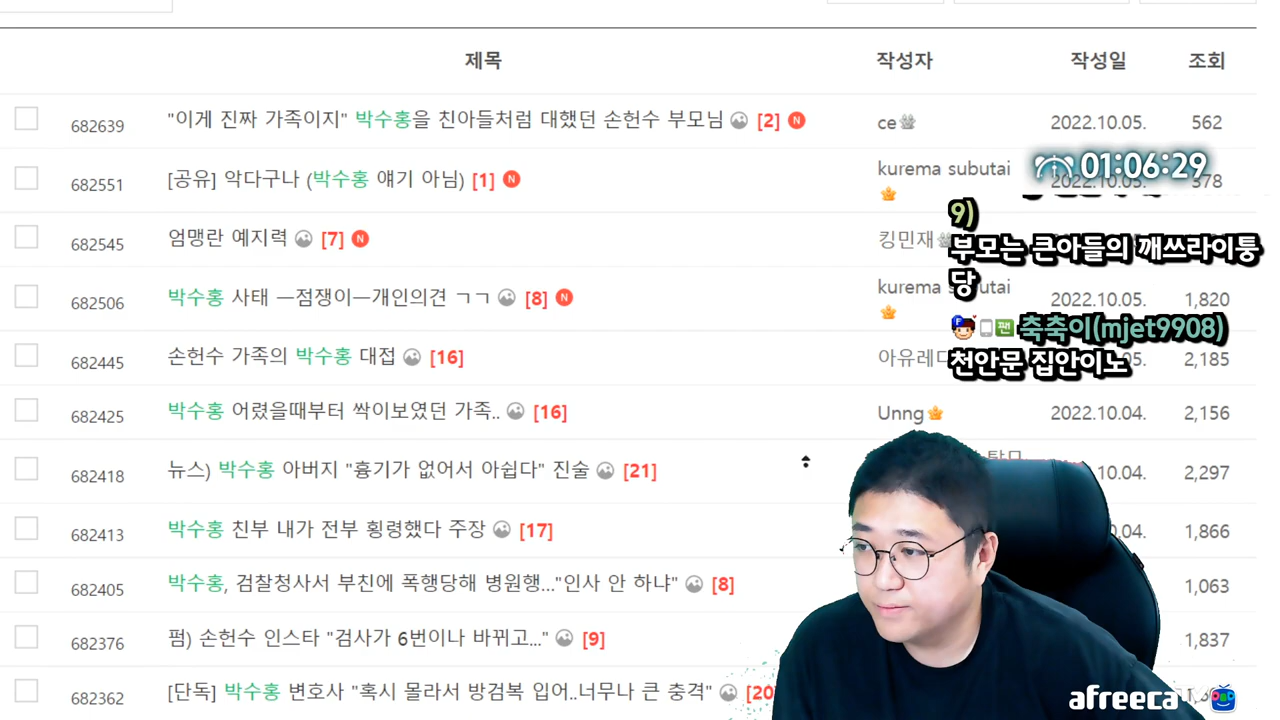 제목 작성자 작성일 조회
682639 "이게 진짜 가족이지" 박수홍을 친아들처럼 대했던 손헌수 부모님 [2] N ce 2022.10.05. 562
682551 [공유] 악다구나 (박수홍 얘기 아님) [1] N kurema subutai 2022.10.05. 378
01:06:29
682545 엄맹란 예지력 [7] N 킹민재
9)
부모는 큰아들의 깨쓰라이퉁
당
682506 박수홍 사태 ㅡ점쟁이ㅡ개인의견 ㄱㄱ [8] N kurema 2022.10.05. 1,820
팬 축축이(mjet9908)
천안문 집안이노
682445 손헌수 가족의 박수홍 대접 [16] 아유레 2,185
682425 박수홍 어렸을때부터 싹이보였던 가족.. [16] Unng 2022.10.04. 2,156
682418 뉴스) 박수홍 아버지 "흉기가 없어서 아쉽다" 진술 [21] 10.04. 2,297
682413 박수홍 친부 내가 전부 횡령했다 주장 [17] 04. 1,866
682405 박수홍, 검찰청사서 부친에 폭행당해 병원행..."인사 안 하냐" [8] 1,063
682376 펌) 손헌수 인스타 "검사가 6번이나 바뀌고..." [9] 1,837
682362 [단독] 박수홍 변호사 "혹시 몰라서 방검복 입어..너무나 큰 충격" [20
afreecaTV